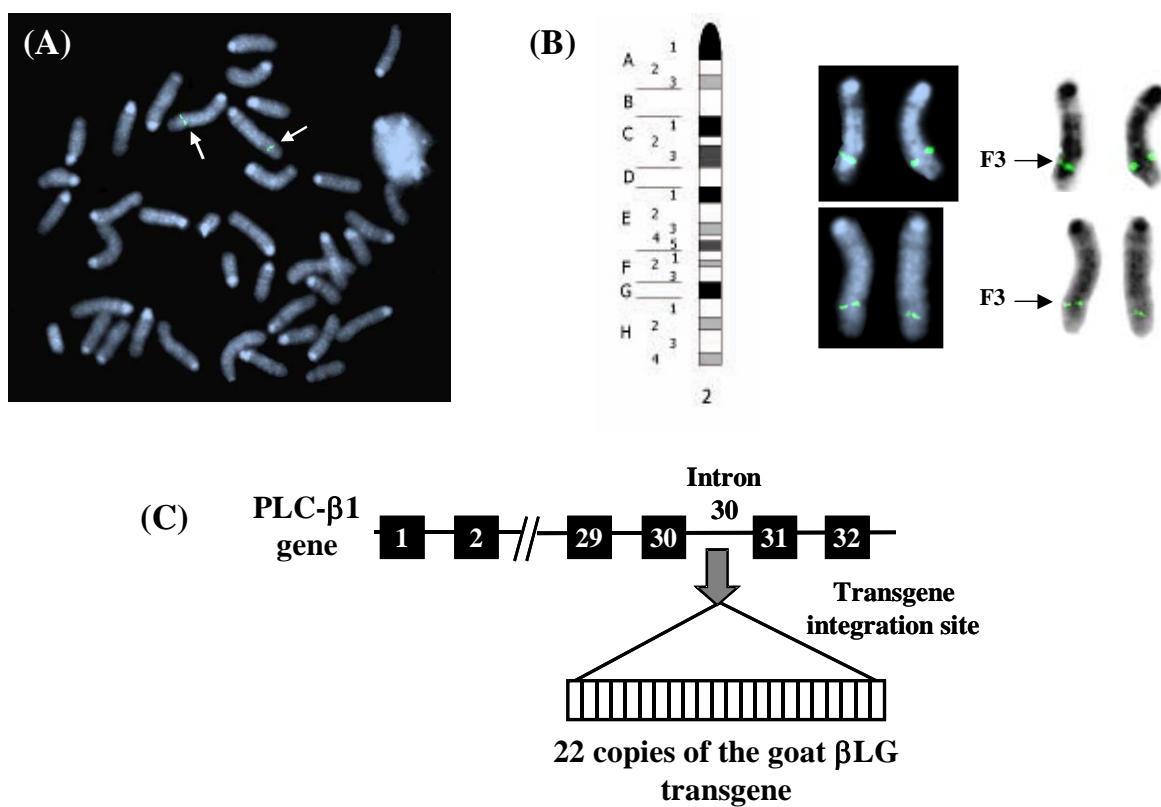 (A)
(B)
A
B
C
D
E
F
G
H
1
2
3
1
2
3
1
2
3
4
5
1
2
3
1
2
3
4
2
F3
F3
(C)
PLC-β1
gene
1 2 29 30 31 32
Intron
30
Transgene
integration site
22 copies of the goat βLG
transgene